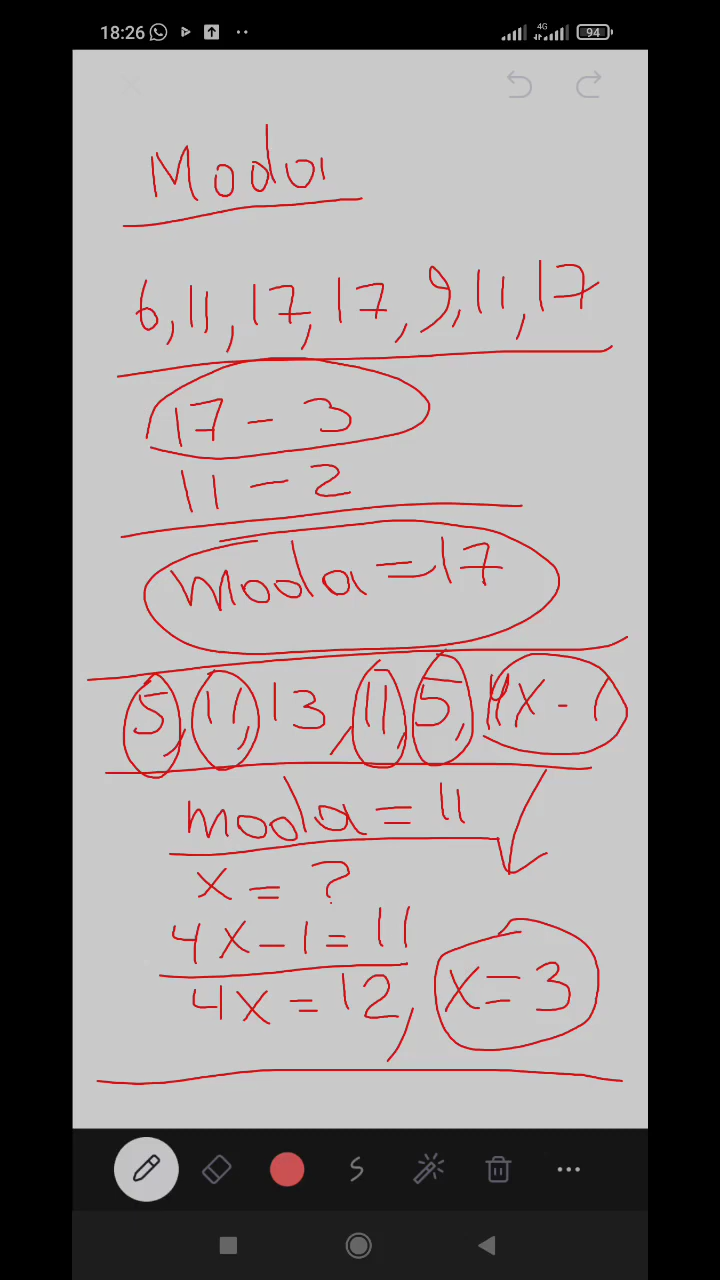 18:26 4G 94
Moda
6, 11, 17, 17, 9, 11, 17
17 - 3
11 - 2
moda = 17
5, 11, 13, 11, 5, 4x - 1
moda = 11
x = ?
4x - 1 = 11
4x = 12, x = 3